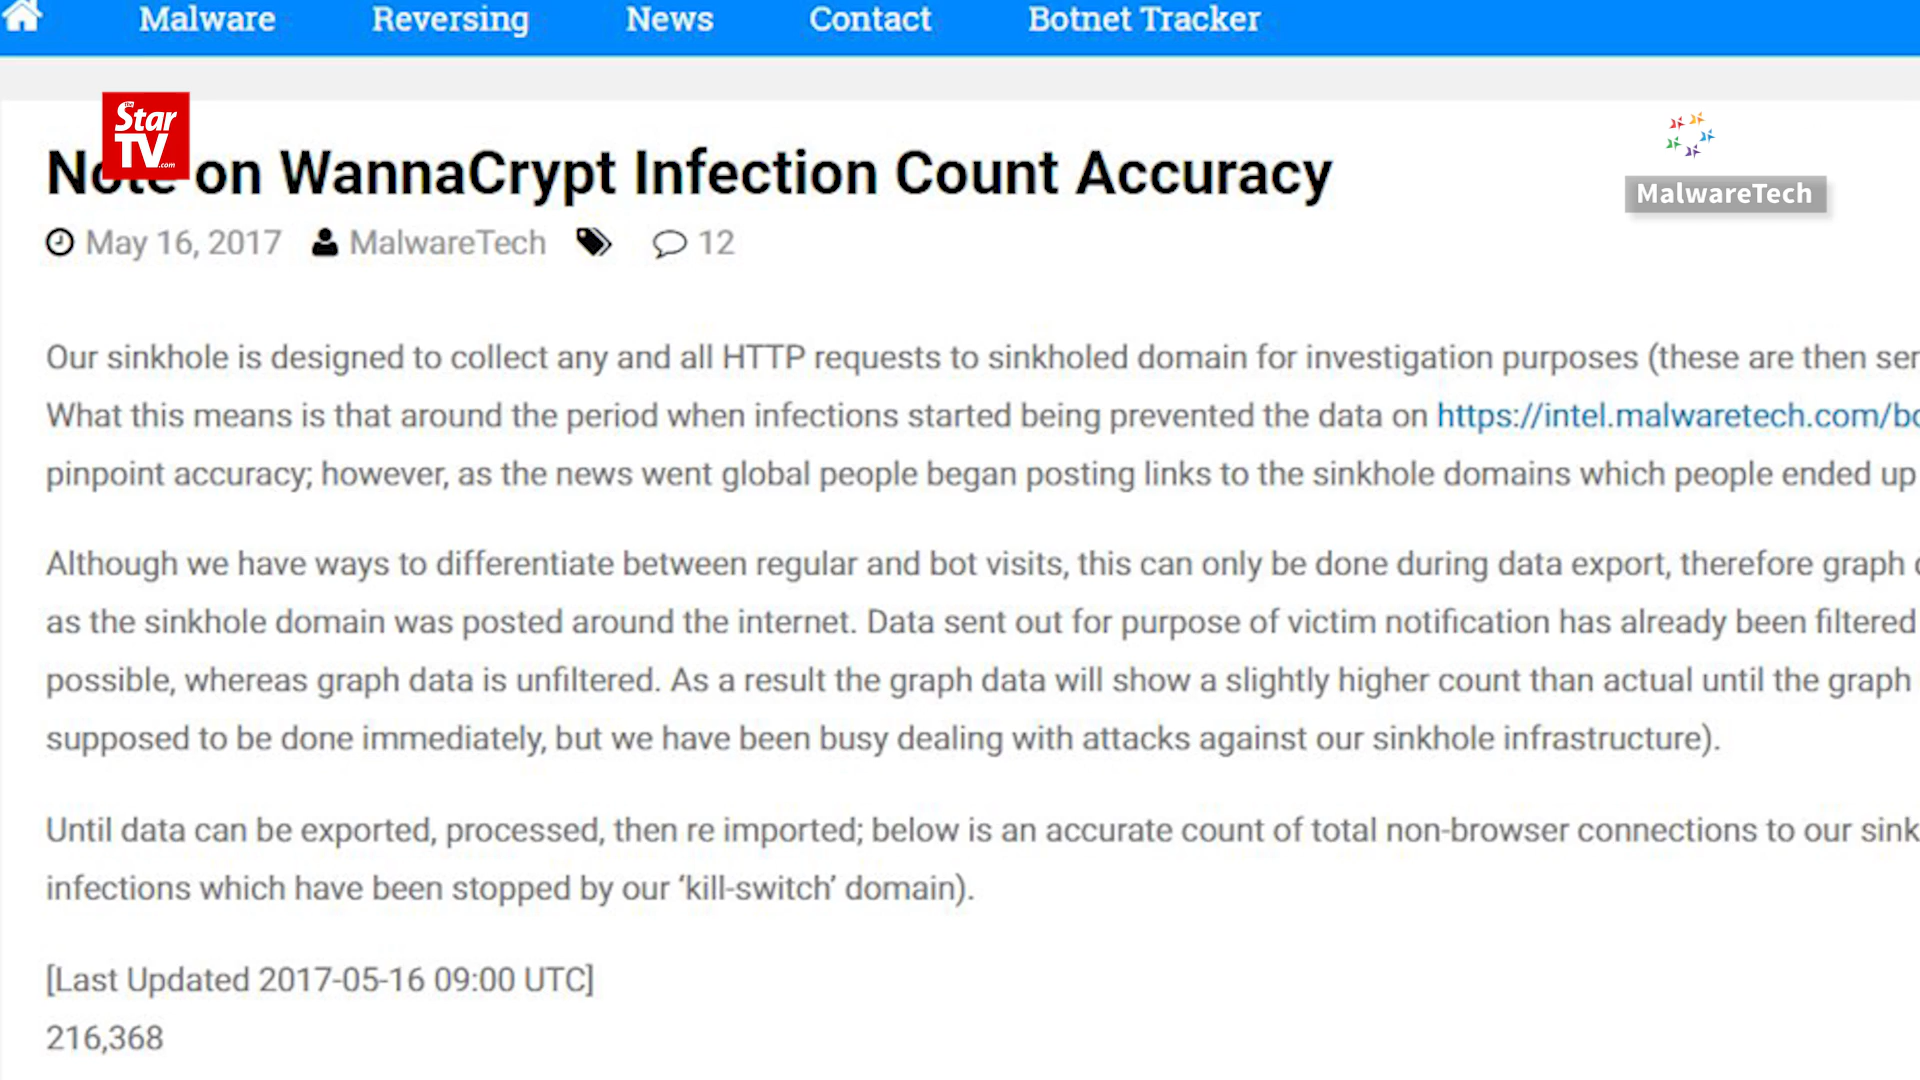 Malware Reversing News Contact Botnet Tracker
The Star TV .com
Note on WannaCrypt Infection Count Accuracy
MalwareTech
May 16, 2017 MalwareTech 12
Our sinkhole is designed to collect any and all HTTP requests to sinkholed domain for investigation purposes (these are then
What this means is that around the period when infections started being prevented the data on https://intel.malwaretech.com/bo
pinpoint accuracy; however, as the news went global people began posting links to the sinkhole domains which people ended up
Although we have ways to differentiate between regular and bot visits, this can only be done during data export, therefore graph
as the sinkhole domain was posted around the internet. Data sent out for purpose of victim notification has already been filtered
possible, whereas graph data is unfiltered. As a result the graph data will show a slightly higher count than actual until the graph
supposed to be done immediately, but we have been busy dealing with attacks against our sinkhole infrastructure).
Until data can be exported, processed, then re imported; below is an accurate count of total non-browser connections to our sink
infections which have been stopped by our ‘kill-switch’ domain).
[Last Updated 2017-05-16 09:00 UTC]
216,368